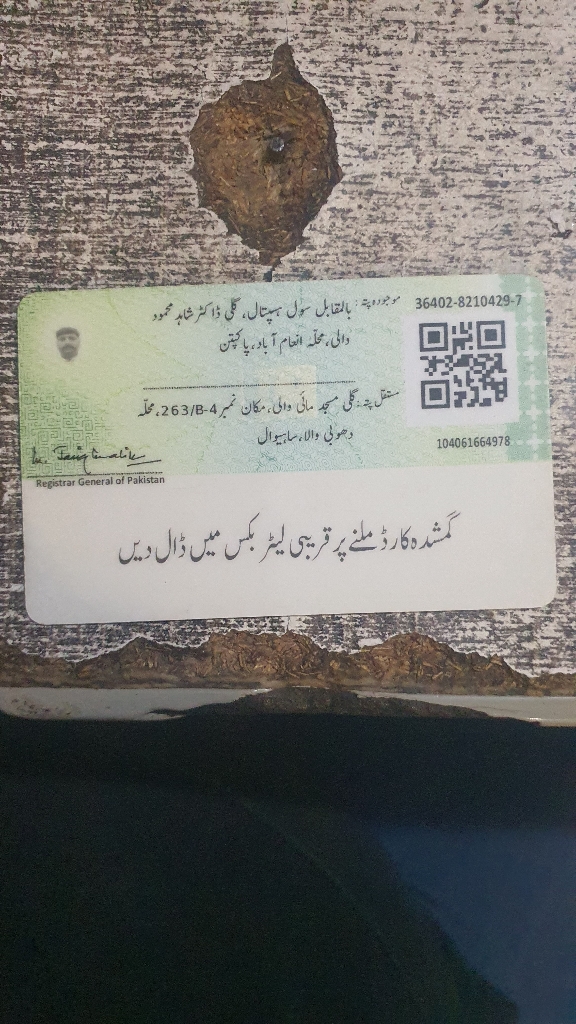 موجودہ پتہ: بالمقابل سول ہسپتال، گلی ڈاکٹر شاہد محمود
36402-8210429-7
والی، محلّہ انعام آباد، پاکپتن
مستقل پتہ: گلی مسجد مائی والی، مکان نمبر 263/B-4، محلّہ
دھوبی والا، ساہیوال
104061664978
Registrar General of Pakistan
گمشدہ کارڈ ملنے پر قریبی لیٹر بکس میں ڈال دیں